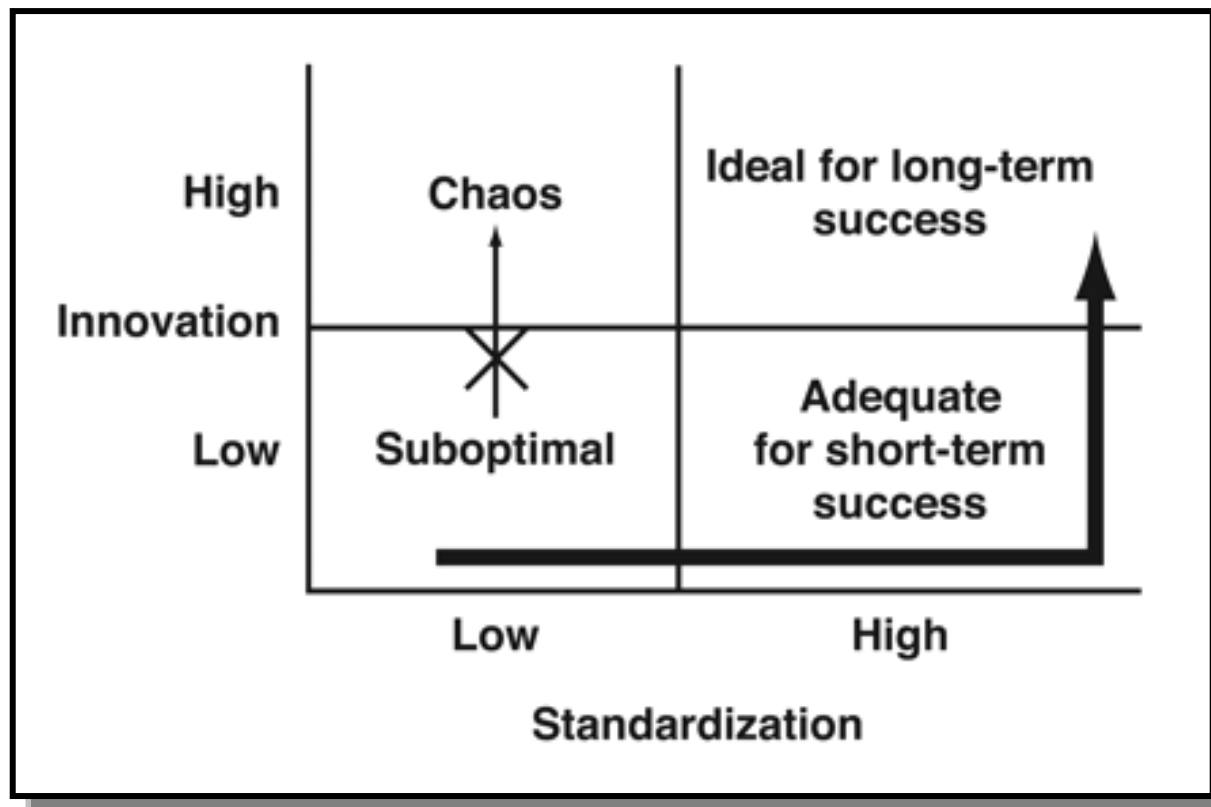 High
Chaos
Ideal for long-term
success
Innovation
Low
Suboptimal
Adequate
for short-term
success
Low
High
Standardization